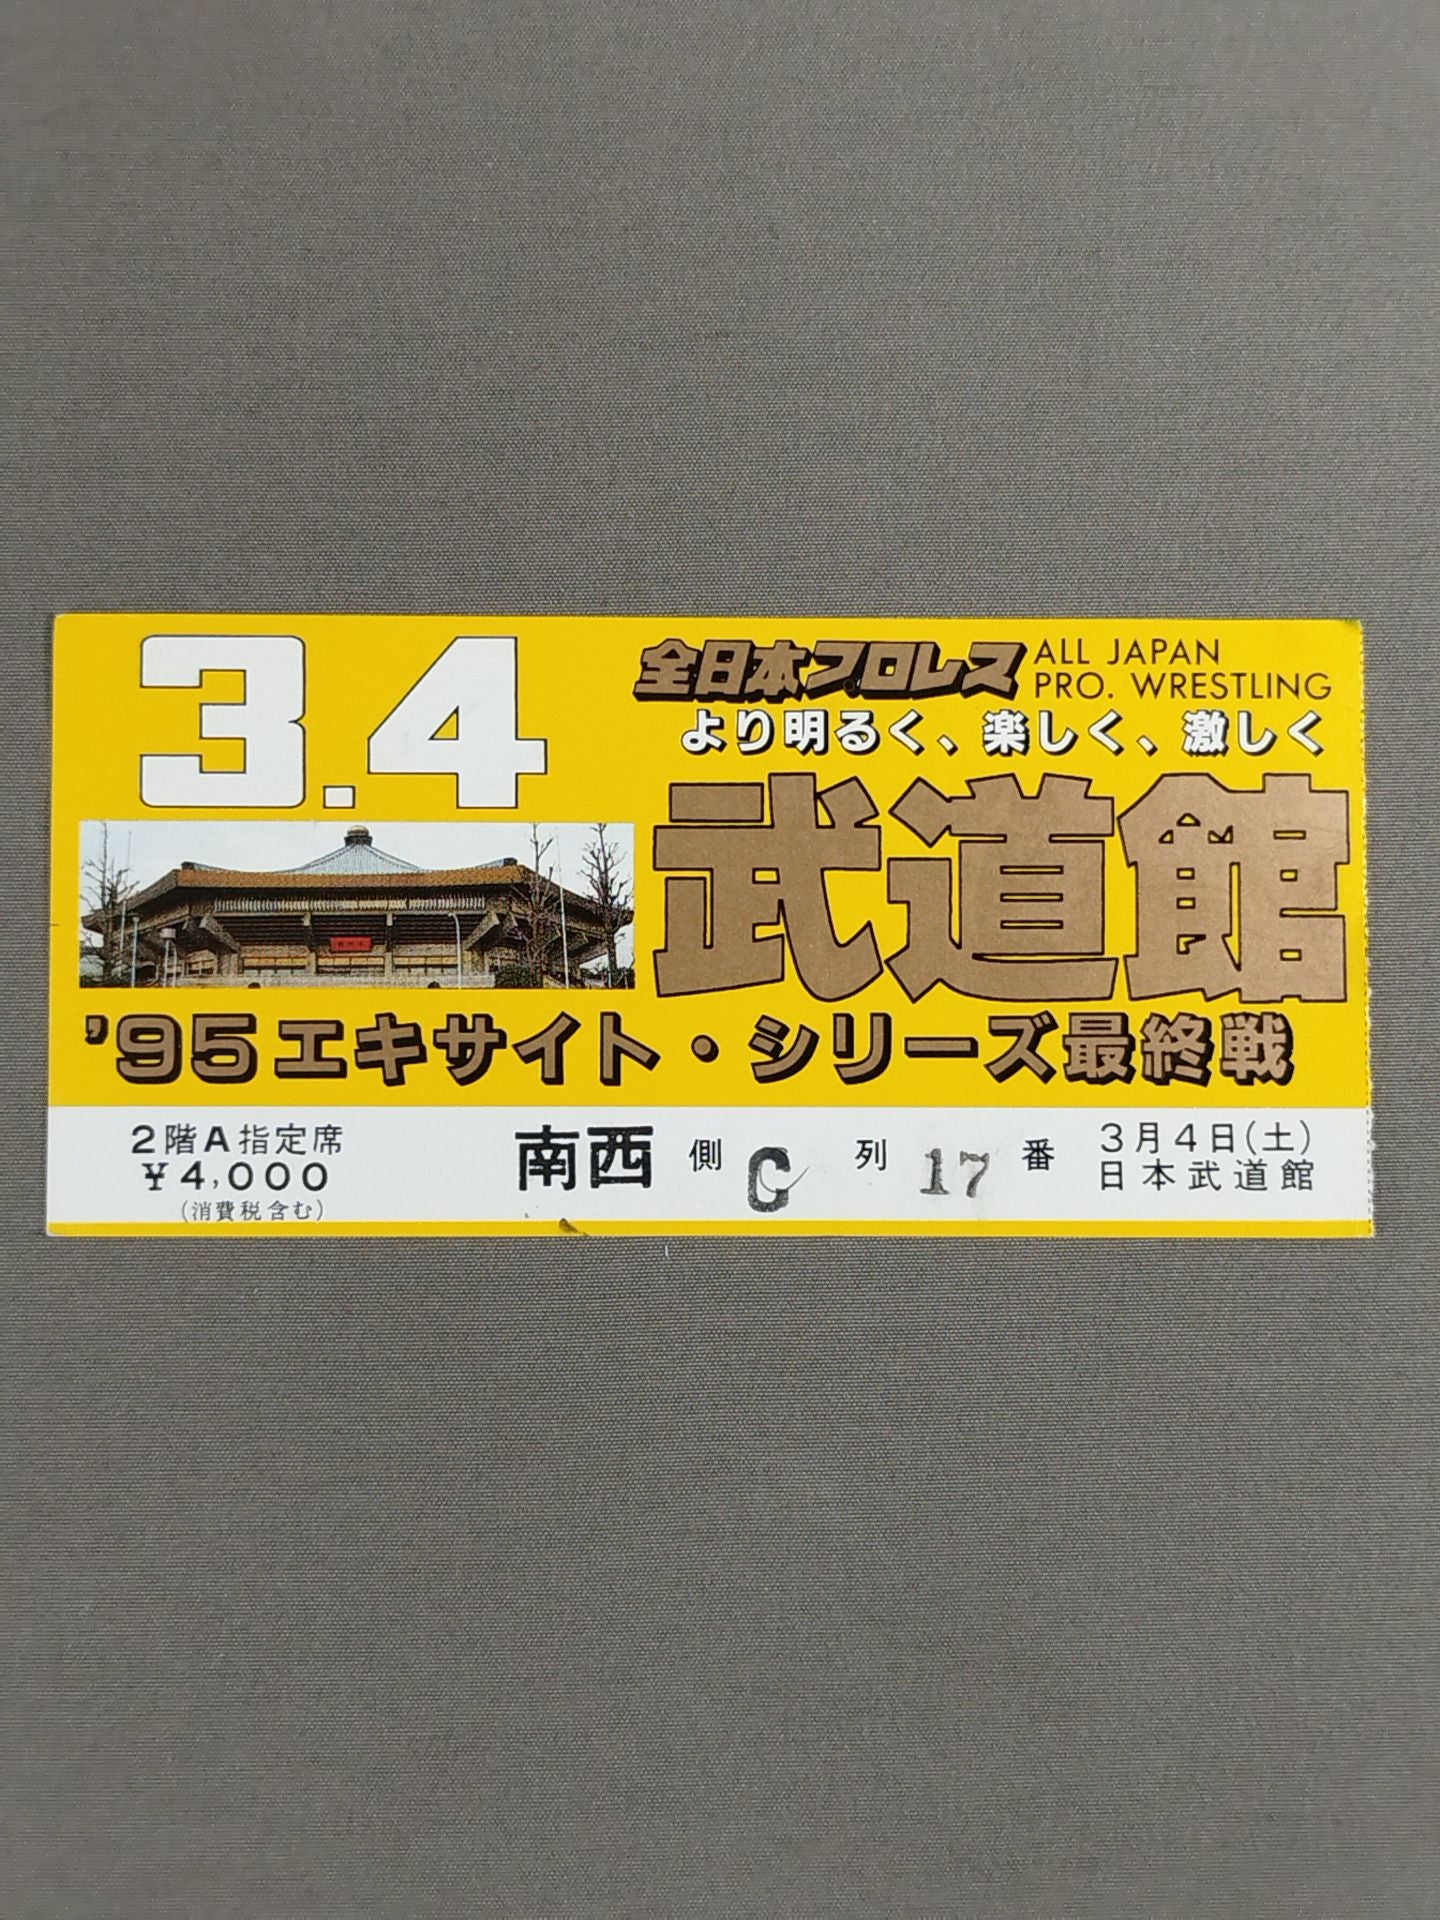 3.4
全日本プロレス ALL JAPAN PRO. WRESTLING
より明るく、楽しく、激しく
武道館
'95エキサイト・シリーズ最終戦
2階A指定席
¥4,000
(消費税含む)
南西側 C列 17番
3月4日(土)
日本武道館